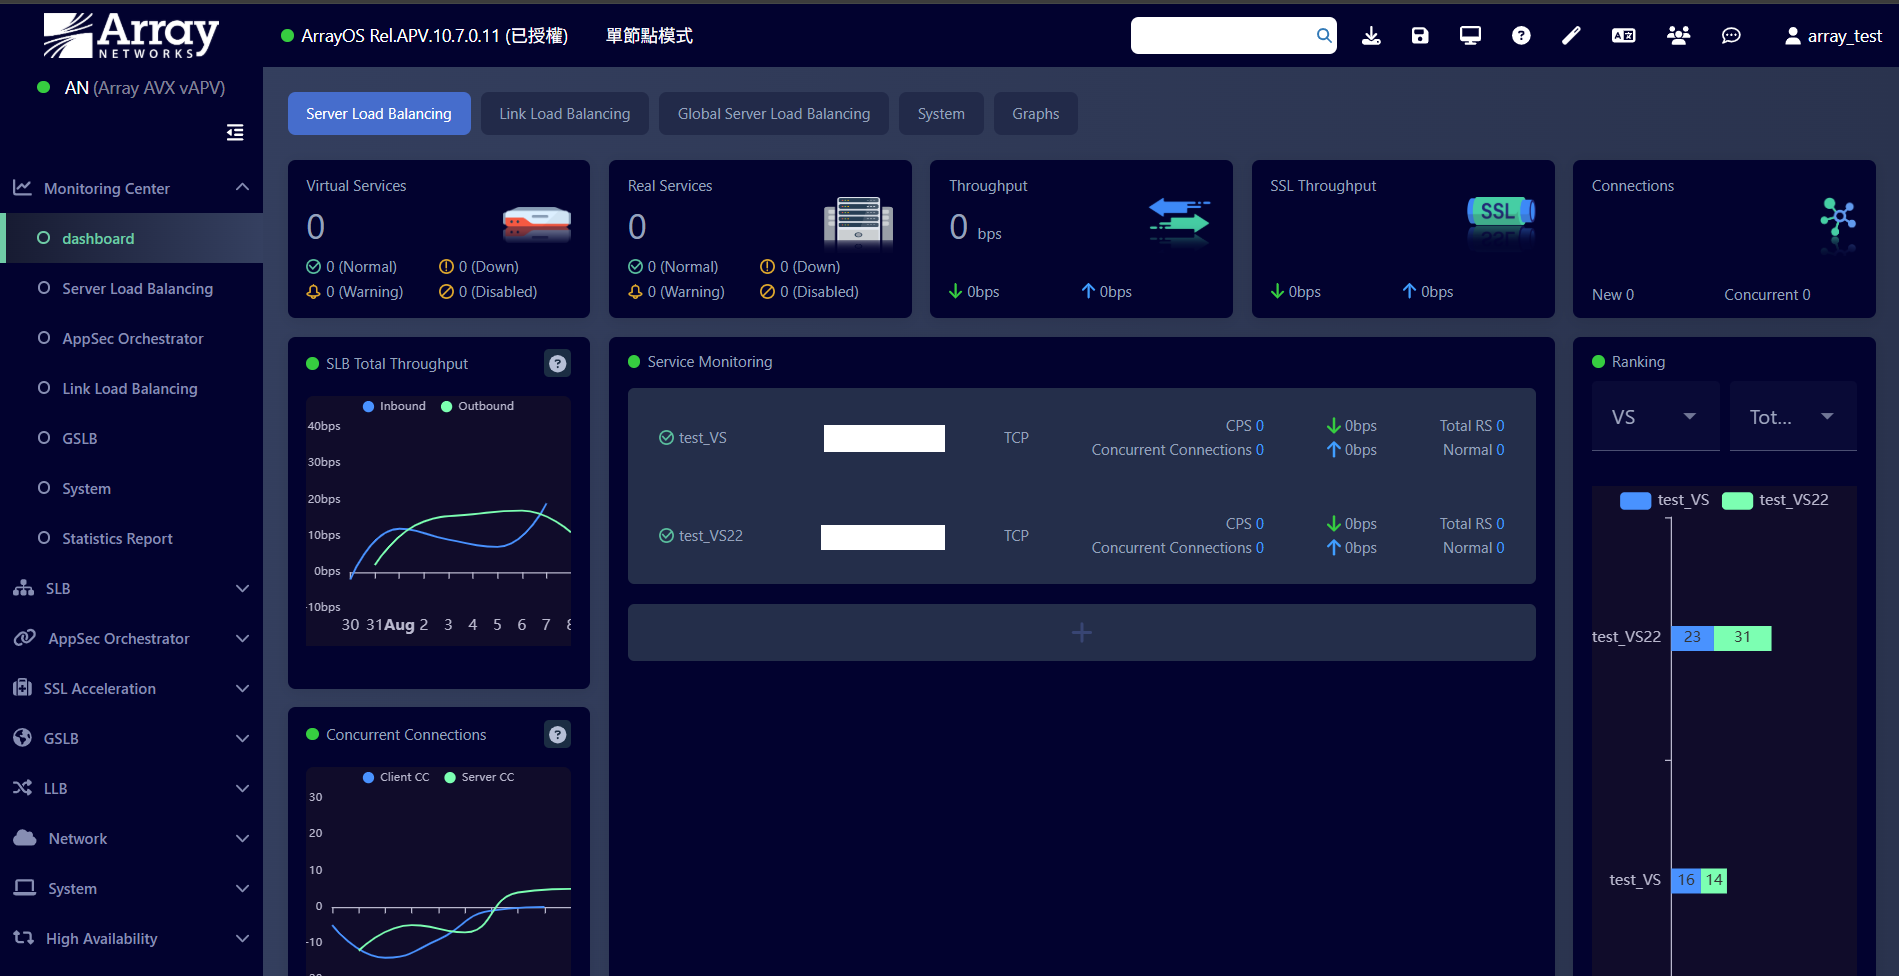 Array
NETWORKS
AN (Array AVX vAPV)
ArrayOS Rel.APV.10.7.0.11 (已授權)
單節點模式
array_test
Monitoring Center
dashboard
Server Load Balancing
AppSec Orchestrator
Link Load Balancing
GSLB
System
Statistics Report
SLB
AppSec Orchestrator
SSL Acceleration
GSLB
LLB
Network
System
High Availability
Server Load Balancing
Link Load Balancing
Global Server Load Balancing
System
Graphs
Virtual Services
0
0 (Normal) 0 (Down)
0 (Warning) 0 (Disabled)
Real Services
0
0 (Normal) 0 (Down)
0 (Warning) 0 (Disabled)
Throughput
0 bps
0bps 0bps
SSL Throughput
SSL
0bps 0bps
Connections
New 0 Concurrent 0
SLB Total Throughput
?
Inbound Outbound
40bps
30bps
20bps
10bps
0bps
-10bps
30 31 Aug 2 3 4 5 6 7 8
Concurrent Connections
?
Client CC Server CC
30
20
10
0
-10
-20
Service Monitoring
test_VS TCP CPS 0 0bps Total RS 0
Concurrent Connections 0 0bps Normal 0
test_VS22 TCP CPS 0 0bps Total RS 0
Concurrent Connections 0 0bps Normal 0
+
Ranking
VS Tot...
test_VS test_VS22
test_VS22 23 31
test_VS 16 14